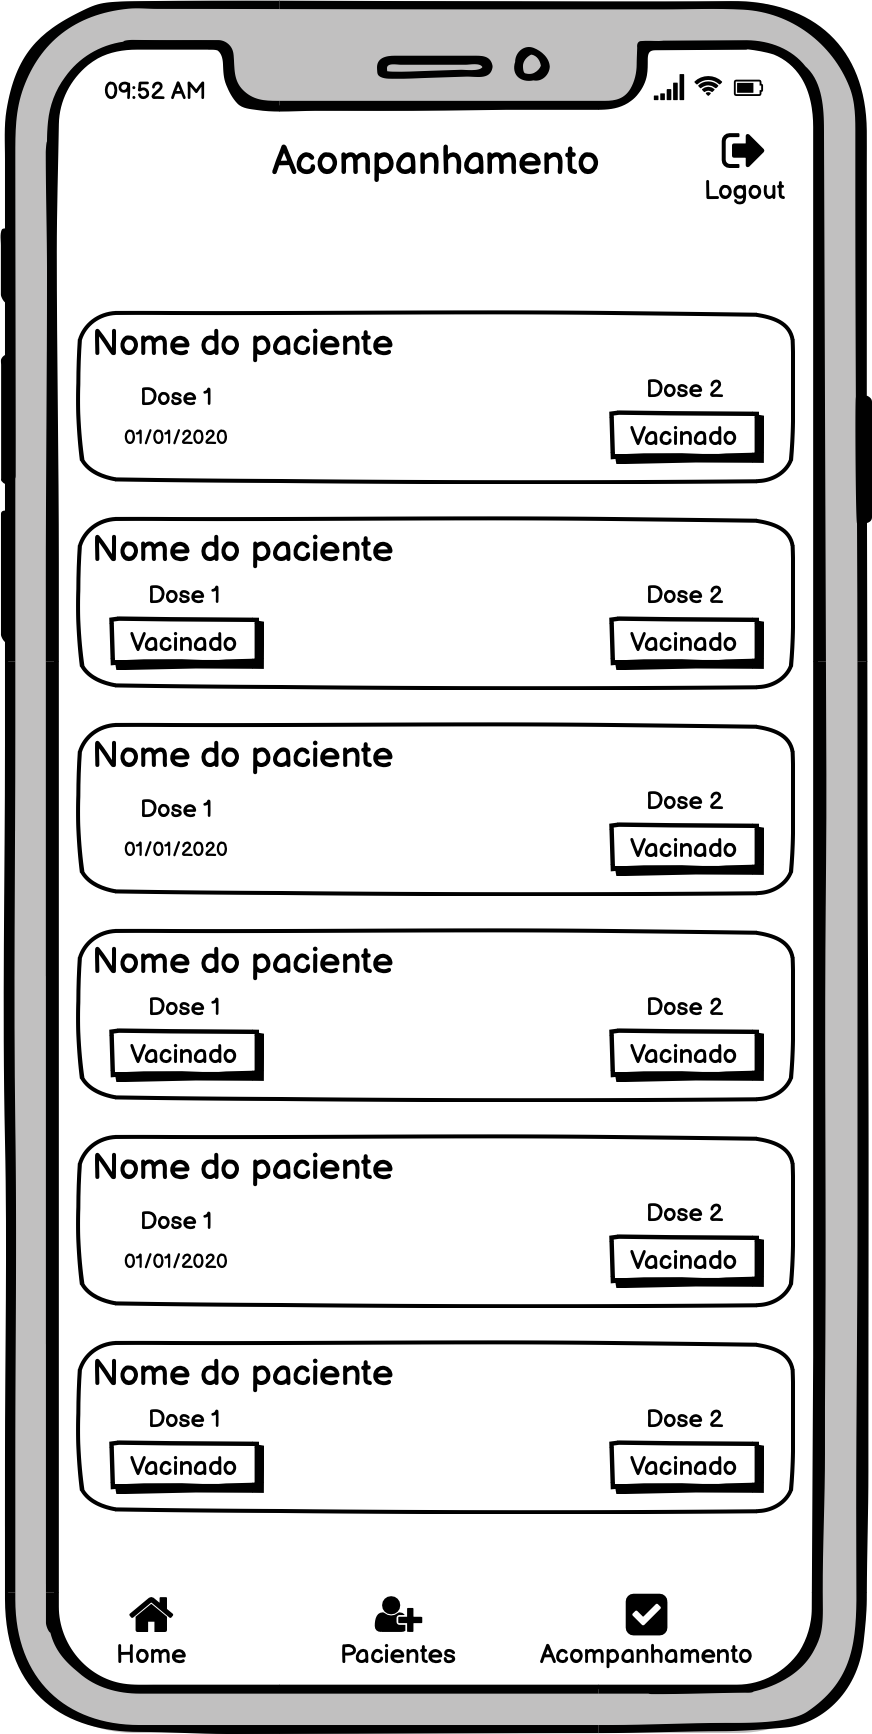 09:52 AM
Acompanhamento
Logout
Nome do paciente
Dose 1
Dose 2
01/01/2020
Vacinado
Nome do paciente
Dose 1
Dose 2
Vacinado
Vacinado
Nome do paciente
Dose 1
Dose 2
01/01/2020
Vacinado
Nome do paciente
Dose 1
Dose 2
Vacinado
Vacinado
Nome do paciente
Dose 1
Dose 2
01/01/2020
Vacinado
Nome do paciente
Dose 1
Dose 2
Vacinado
Vacinado
Home
Pacientes
Acompanhamento